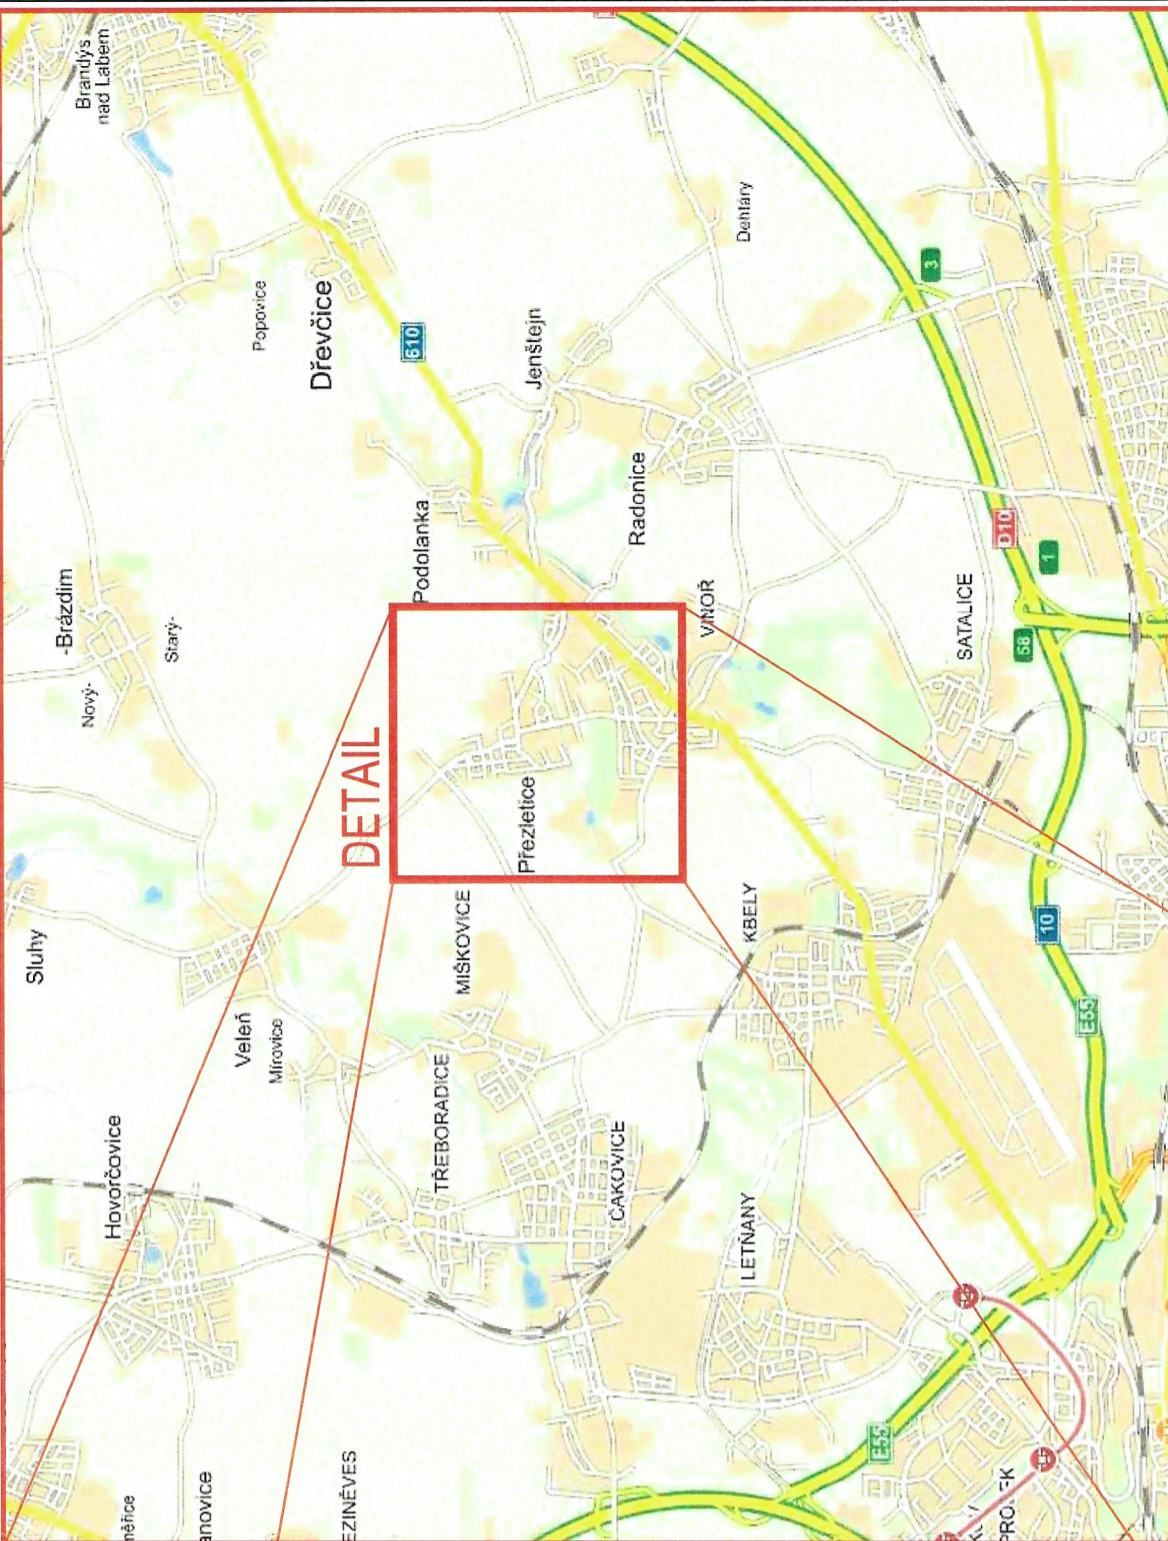 Brandýs
nad Labem
Popovice
Dřevčice
610
Jenštejn
Dehtáry
3
Podolanka
Radonice
-Brázdim
Nový-
Starý-
VINOŘ
SATALICE
D10
1
58
DETAIL
Přezletice
Sluhy
MIŠKOVICE
KBELY
10
Veleň
Mírovice
E55
Hovorčovice
TŘEBORADICE
ČAKOVICE
LETŇANY
E55
měřice
anovice
EZINĚVES